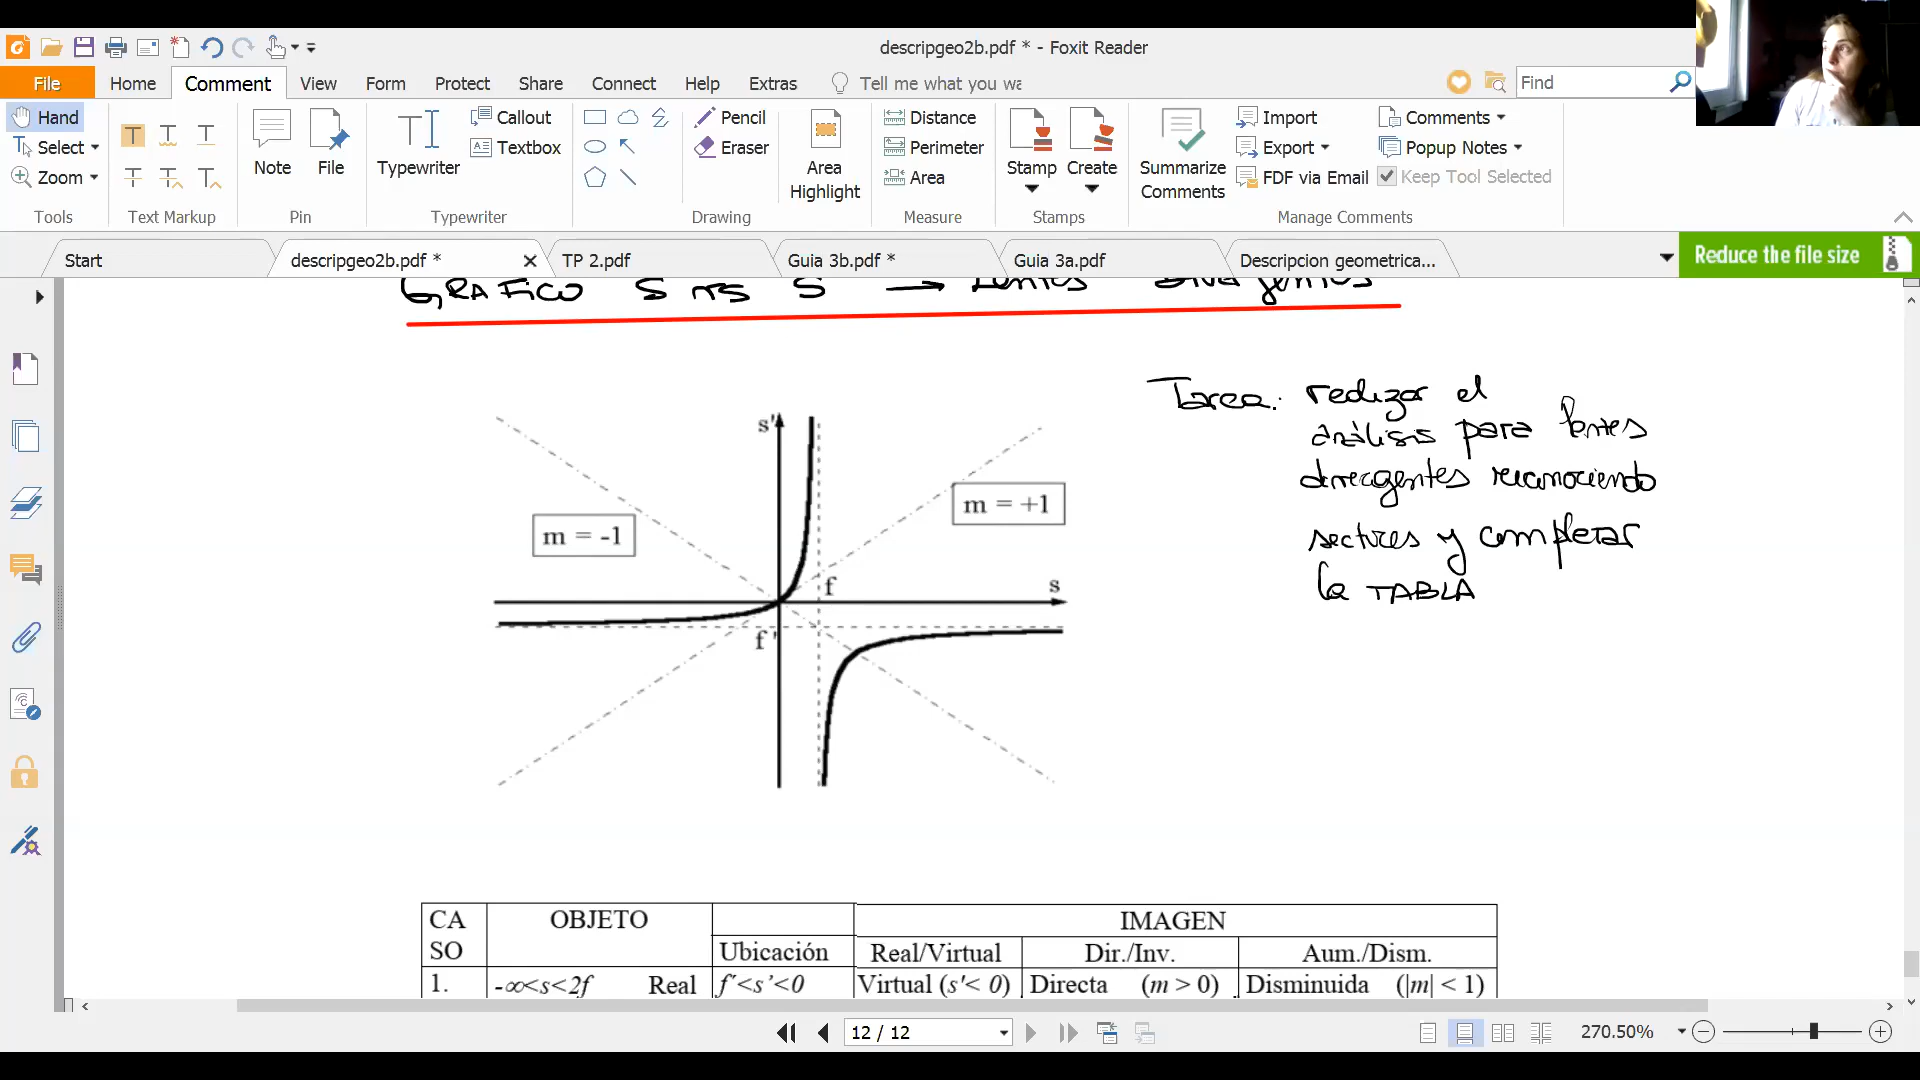 descripgeo2b.pdf * - Foxit Reader
File Home Comment View Form Protect Share Connect Help Extras Tell me what you wa Find
Hand
Select
Zoom
Tools
Text Markup
Note
File
Pin
Typewriter
Callout
Textbox
Typewriter
Pencil
Eraser
Area Highlight
Drawing
Distance
Perimeter
Area
Measure
Stamp
Create
Stamps
Summarize Comments
Import
Export
FDF via Email
Comments
Popup Notes
Keep Tool Selected
Manage Comments
Start descripgeo2b.pdf * TP 2.pdf Guia 3b.pdf * Guia 3a.pdf Descripcion geometrica... Reduce the file size
GRAFICO S vs S → Lentes Divergentes
Tarea: realizar el
análisis para lentes
divergentes reconociendo
sectores y completar
la TABLA
s'
m = +1
m = -1
f
s
f'
CA SO OBJETO IMAGEN
Ubicación Real/Virtual Dir./Inv. Aum./Dism.
1. -∞<s<2f Real f'<s'<0 Virtual (s'< 0) Directa (m > 0) Disminuida (|m| < 1)
12 / 12
270.50%